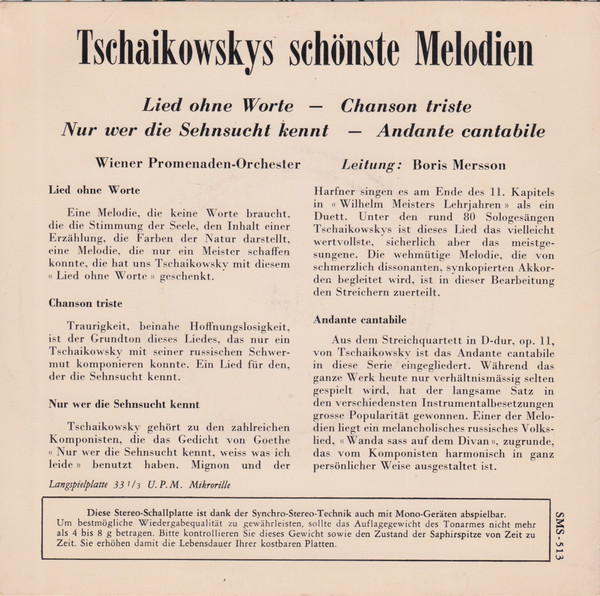 Tschaikowskys schönste Melodien
Lied ohne Worte – Chanson triste
Nur wer die Sehnsucht kennt – Andante cantabile
Wiener Promenaden-Orchester Leitung: Boris Mersson
Lied ohne Worte
Eine Melodie, die keine Worte braucht,
die die Stimmung der Seele, den Inhalt einer
Erzählung, die Farben der Natur darstellt,
eine Melodie, die nur ein Meister schaffen
konnte, die hat uns Tschaikowsky mit diesem
« Lied ohne Worte » geschenkt.
Chanson triste
Traurigkeit, beinahe Hoffnungslosigkeit,
ist der Grundton dieses Liedes, das nur ein
Tschaikowsky mit seiner russischen Schwer-
mut komponieren konnte. Ein Lied für den,
der die Sehnsucht kennt.
Nur wer die Sehnsucht kennt
Tschaikowsky gehört zu den zahlreichen
Komponisten, die das Gedicht von Goethe
« Nur wer die Sehnsucht kennt, weiss was ich
leide » benutzt haben. Mignon und der
Harfner singen es am Ende des 11. Kapitels
in « Wilhelm Meisters Lehrjahren » als ein
Duett. Unter den rund 80 Sologesängen
Tschaikowskys ist dieses Lied das vielleicht
wertvollste, sicherlich aber das meistge-
sungene. Die wehmütige Melodie, die von
schmerzlich dissonanten, synkopierten Akkor-
den begleitet wird, ist in dieser Bearbeitung
den Streichern zuerteilt.
Andante cantabile
Aus dem Streichquartett in D-dur, op. 11,
von Tschaikowsky ist das Andante cantabile
in diese Serie eingegliedert. Während das
ganze Werk heute nur verhältnismässig selten
gespielt wird, hat der langsame Satz in
den verschiedensten Instrumentalbesetzungen
grosse Popularität gewonnen. Einer der Melo-
dien liegt ein melancholisches russisches Volks-
lied, « Wanda sass auf dem Divan », zugrunde,
das vom Komponisten harmonisch in ganz
persönlicher Weise ausgestaltet ist.
Langspielplatte 33 1/3 U.P.M. Mikrorille
Diese Stereo-Schallplatte ist dank der Synchro-Stereo-Technik auch mit Mono-Geräten abspielbar.
Um bestmögliche Wiedergabequalität zu gewährleisten, sollte das Auflagegewicht des Tonarmes nicht mehr
als 4 bis 8 g betragen. Bitte kontrollieren Sie dieses Gewicht sowie den Zustand der Saphirspitze von Zeit zu
Zeit. Sie erhöhen damit die Lebensdauer Ihrer kostbaren Platten.
SMS-513